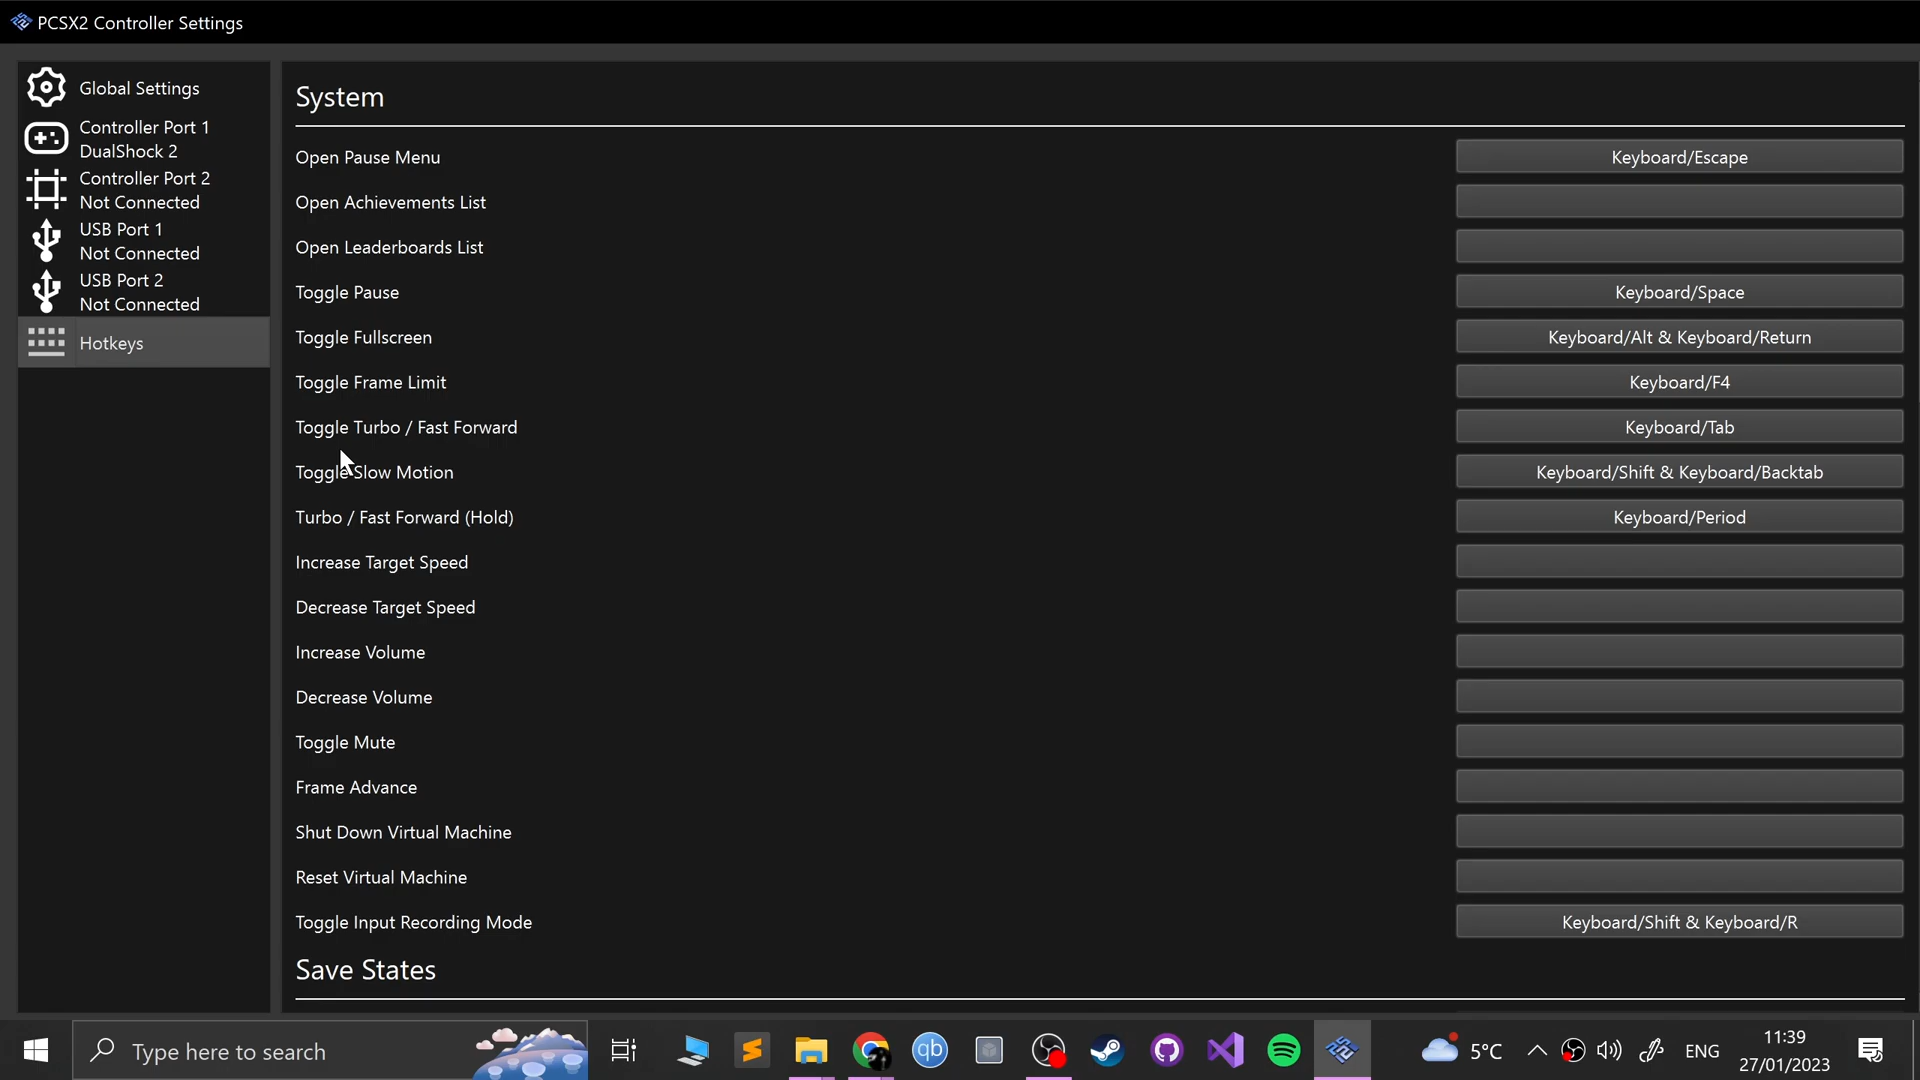 PCSX2 Controller Settings
Global Settings
Controller Port 1
DualShock 2
Controller Port 2
Not Connected
USB Port 1
Not Connected
USB Port 2
Not Connected
Hotkeys
System
Open Pause Menu Keyboard/Escape
Open Achievements List
Open Leaderboards List
Toggle Pause Keyboard/Space
Toggle Fullscreen Keyboard/Alt & Keyboard/Return
Toggle Frame Limit Keyboard/F4
Toggle Turbo / Fast Forward Keyboard/Tab
Toggle Slow Motion Keyboard/Shift & Keyboard/Backtab
Turbo / Fast Forward (Hold) Keyboard/Period
Increase Target Speed
Decrease Target Speed
Increase Volume
Decrease Volume
Toggle Mute
Frame Advance
Shut Down Virtual Machine
Reset Virtual Machine
Toggle Input Recording Mode Keyboard/Shift & Keyboard/R
Save States
Type here to search
qb
5°C
ENG
11:39
27/01/2023